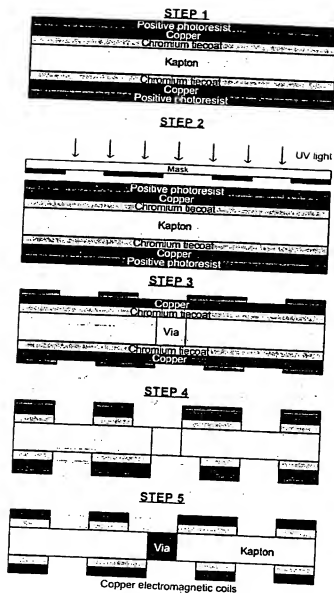 STEP 1
Positive photoresist
Copper
Chromium tiecoat
Kapton
Chromium tiecoat
Copper
Positive photoresist
STEP 2
UV light
Mask
Positive photoresist
Copper
Chromium tiecoat
Kapton
Chromium tiecoat
Copper
Positive photoresist
STEP 3
Copper
Chromium tiecoat
Via
Chromium tiecoat
Copper
STEP 4
STEP 5
Via
Kapton
Copper electromagnetic coils